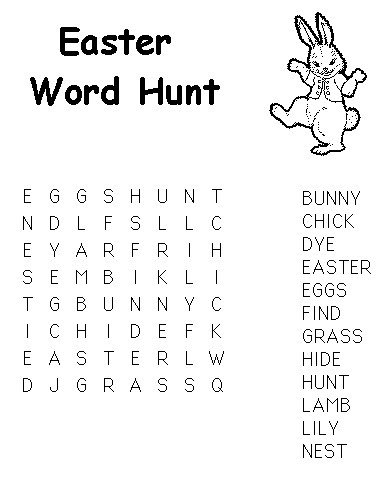 Easter
Word Hunt
E G G S H U N T
N D L F S L L C
E Y A R F R I H
S E M B I K L I
T G B U N N Y C
I C H I D E F K
E A S T E R L W
D J G R A S S Q
BUNNY
CHICK
DYE
EASTER
EGGS
FIND
GRASS
HIDE
HUNT
LAMB
LILY
NEST